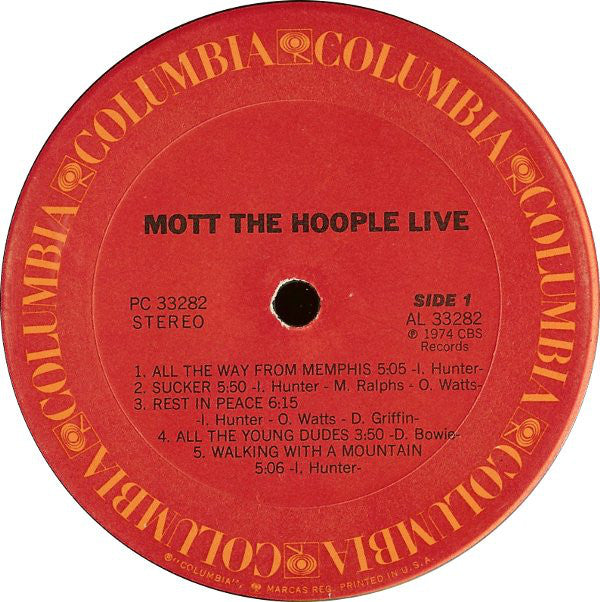 COLUMBIA COLUMBIA COLUMBIA COLUMBIA COLUMBIA COLUMBIA
MOTT THE HOOPLE LIVE
PC 33282
STEREO
SIDE 1
AL 33282
℗ 1974 CBS
Records
1. ALL THE WAY FROM MEMPHIS 5:05 -I. Hunter-
2. SUCKER 5:50 -I. Hunter - M. Ralphs - O. Watts-
3. REST IN PEACE 6:15
-I. Hunter - O. Watts - D. Griffin-
4. ALL THE YOUNG DUDES 3:50 -D. Bowie-
5. WALKING WITH A MOUNTAIN
5:06 -I. Hunter-
®"COLUMBIA", MARCAS REG. PRINTED IN U.S.A.